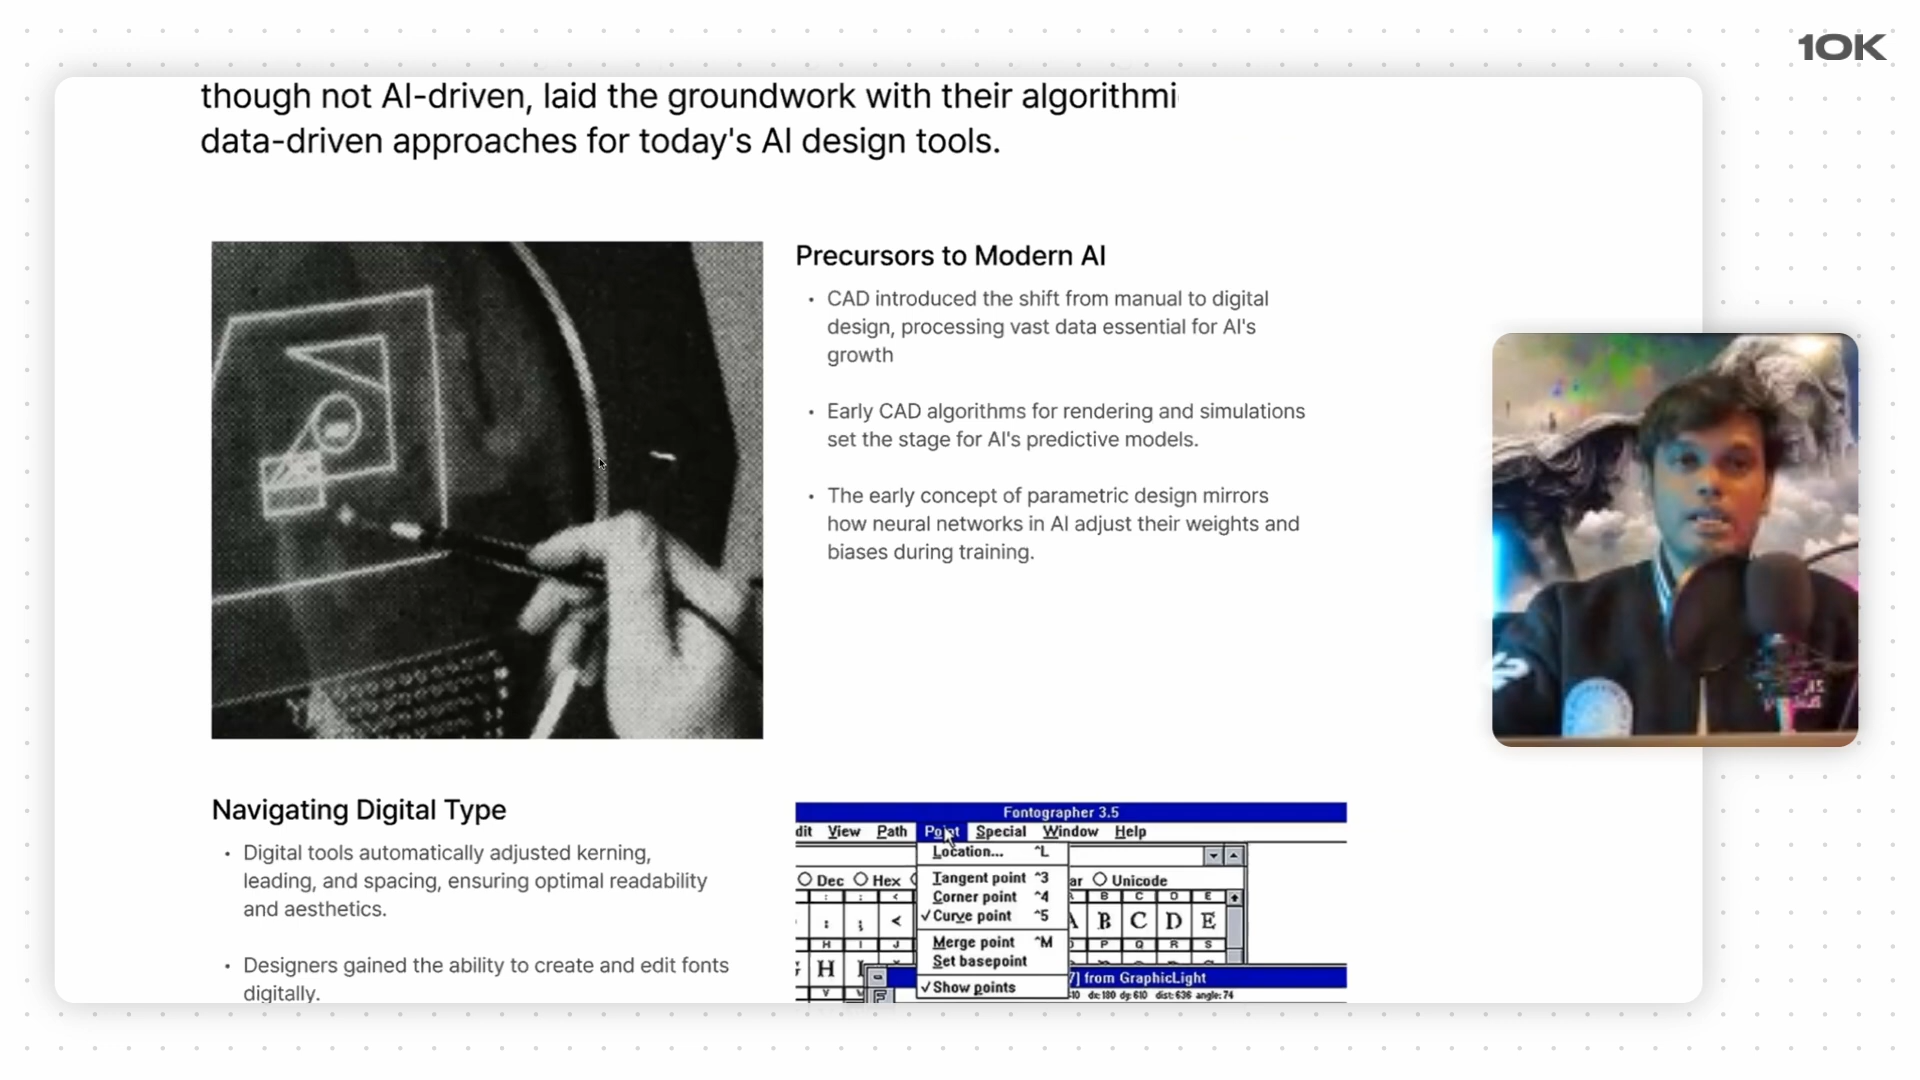 10K
though not AI-driven, laid the groundwork with their algorithmi
data-driven approaches for today's AI design tools.
Precursors to Modern AI
• CAD introduced the shift from manual to digital
design, processing vast data essential for AI's
growth
• Early CAD algorithms for rendering and simulations
set the stage for AI's predictive models.
• The early concept of parametric design mirrors
how neural networks in AI adjust their weights and
biases during training.
Navigating Digital Type
• Digital tools automatically adjusted kerning,
leading, and spacing, ensuring optimal readability
and aesthetics.
• Designers gained the ability to create and edit fonts
digitally.
Fontographer 3.5
dit View Path Point Special Window Help
Location... ^L
Dec Hex
Tangent point ^3
ar Unicode
Corner point ^4
✓Curve point ^5
: ; < A B C D E
B C D E
H I J P Q R S
Merge point ^M
H
Set basepoint
7] from GraphicLight
✓Show points
dx:180 dy:610 dist:636 angle:74